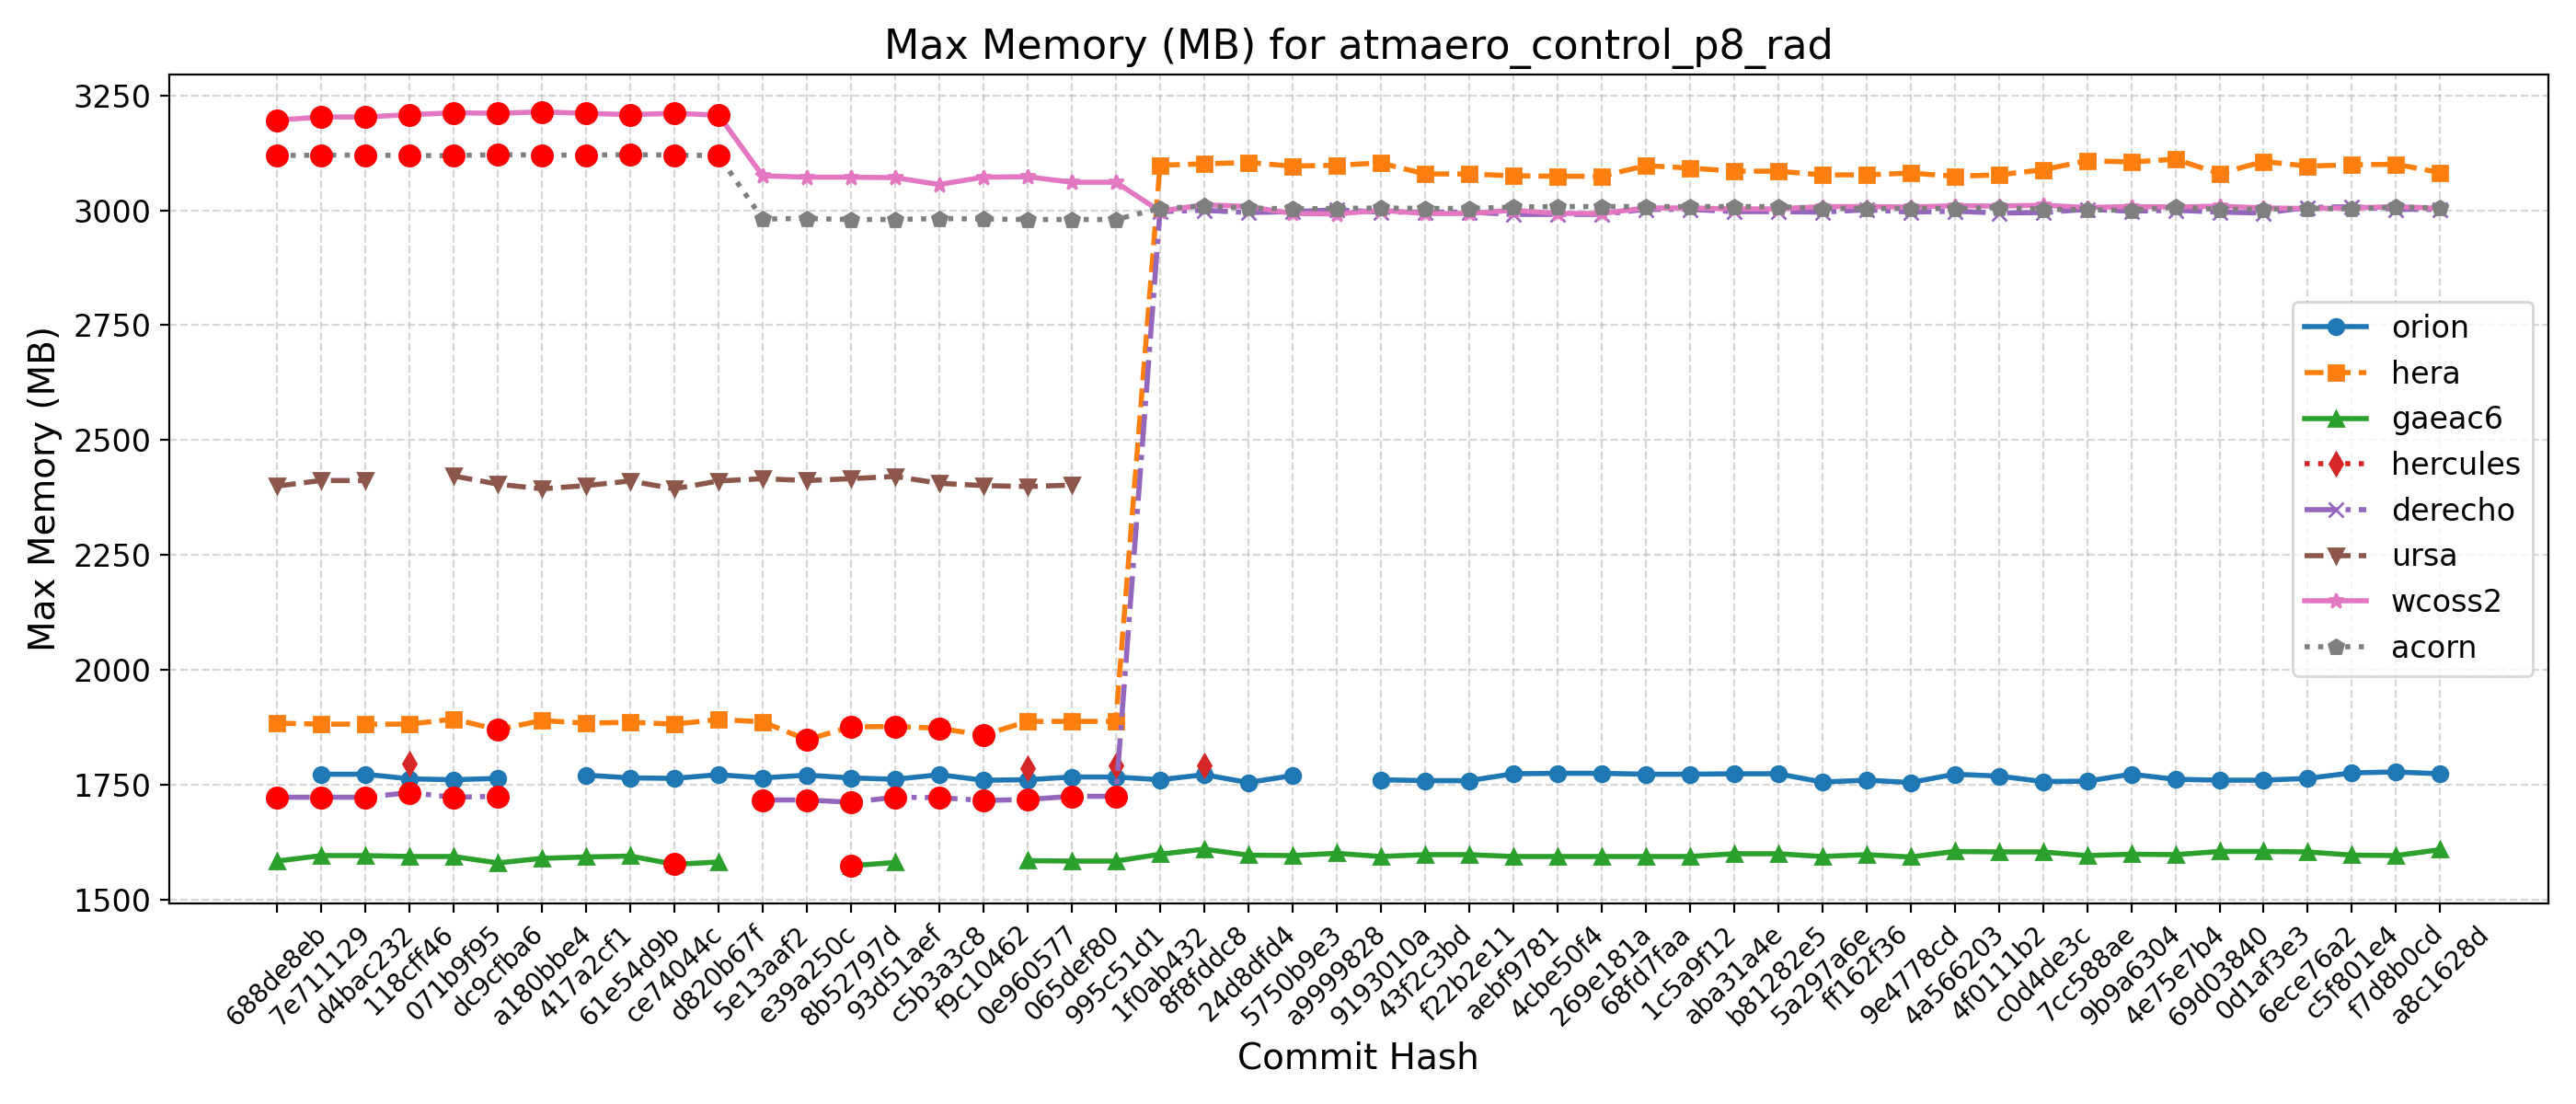 Max Memory (MB) for atmaero_control_p8_rad
Max Memory (MB)
3250
3000
2750
2500
2250
2000
1750
1500
orion
hera
gaeac6
hercules
derecho
ursa
wcoss2
acorn
688de8eb
7e711129
d4bac232
118cff46
071b9f95
dc9cfba6
a180bbe4
417a2cf1
61e54d9b
ce74044c
d820b67f
5e13aaf2
e39a250c
8b52797d
93d51aef
c5b3a3c8
f9c10462
0e960577
065def80
995c51d1
1f0ab432
8f8fddc8
24d8dfd4
5750b9e3
a9999828
9193010a
43f2c3bd
f22b2e11
aebf9781
4cbe50f4
269e181a
68fd7faa
1c5a9f12
aba31a4e
b81282e5
5a297a6e
ff162f36
9e4778cd
4a566203
4f0111b2
c0d4de3c
7cc588ae
9b9a6304
4e75e7b4
69d03840
0d1af3e3
6ece76a2
c5f801e4
f7d8b0cd
a8c1628d
Commit Hash